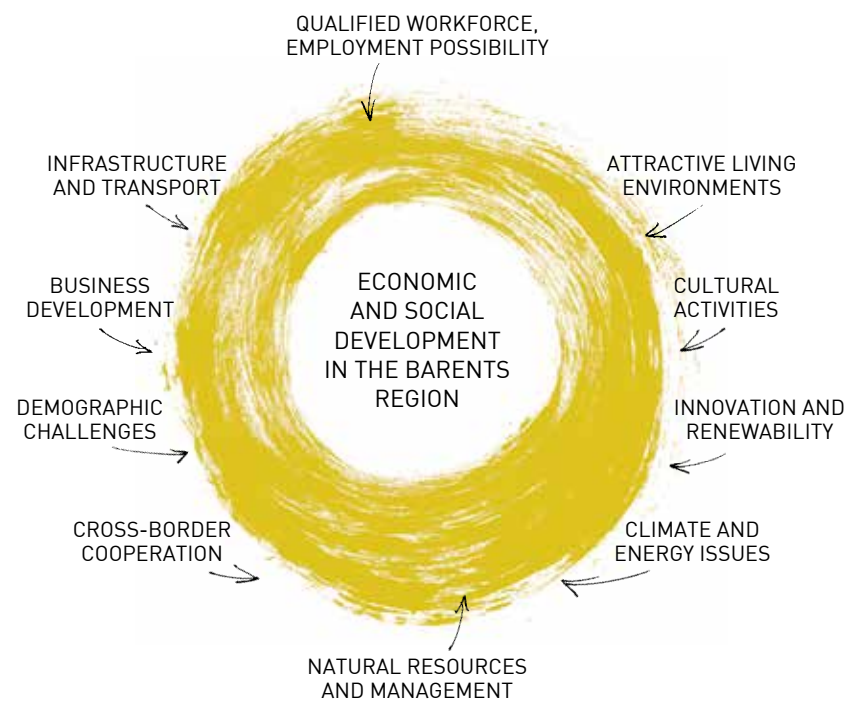 QUALIFIED WORKFORCE,
EMPLOYMENT POSSIBILITY
INFRASTRUCTURE
AND TRANSPORT
ATTRACTIVE LIVING
ENVIRONMENTS
BUSINESS
DEVELOPMENT
ECONOMIC
AND SOCIAL
DEVELOPMENT
IN THE BARENTS
REGION
CULTURAL
ACTIVITIES
DEMOGRAPHIC
CHALLENGES
INNOVATION AND
RENEWABILITY
CROSS-BORDER
COOPERATION
CLIMATE AND
ENERGY ISSUES
NATURAL RESOURCES
AND MANAGEMENT